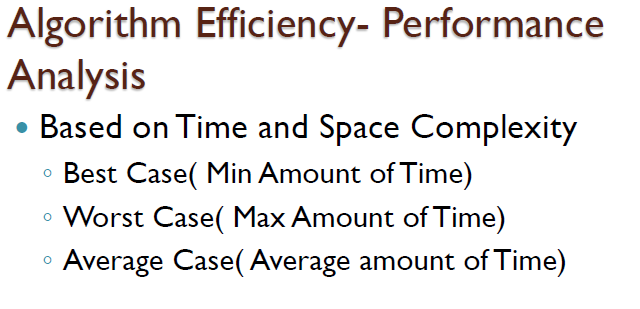 Algorithm Efficiency- Performance
Analysis
• Based on Time and Space Complexity
◦ Best Case( Min Amount of Time)
◦ Worst Case( Max Amount of Time)
◦ Average Case( Average amount of Time)